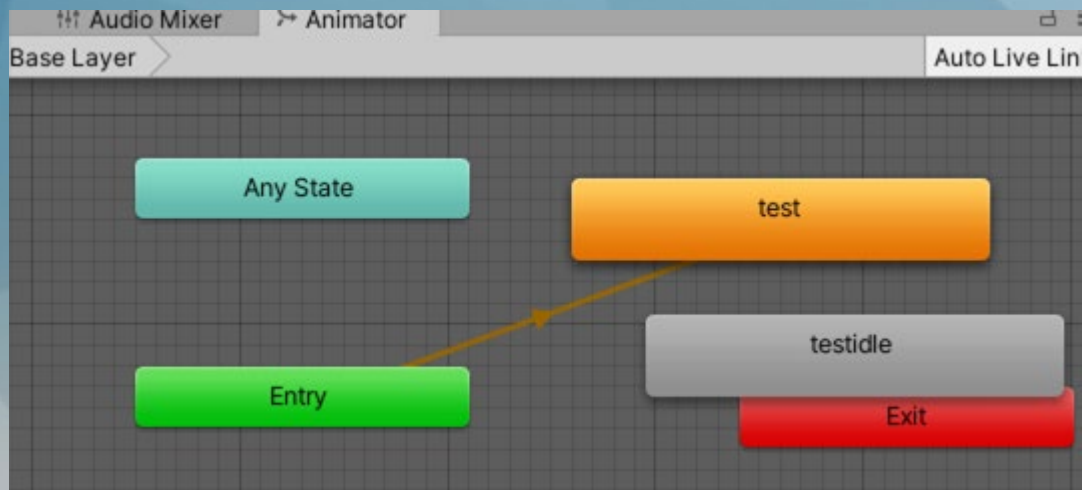 Audio Mixer Animator
Base Layer Auto Live Lin
Any State
test
testidle
Entry
Exit